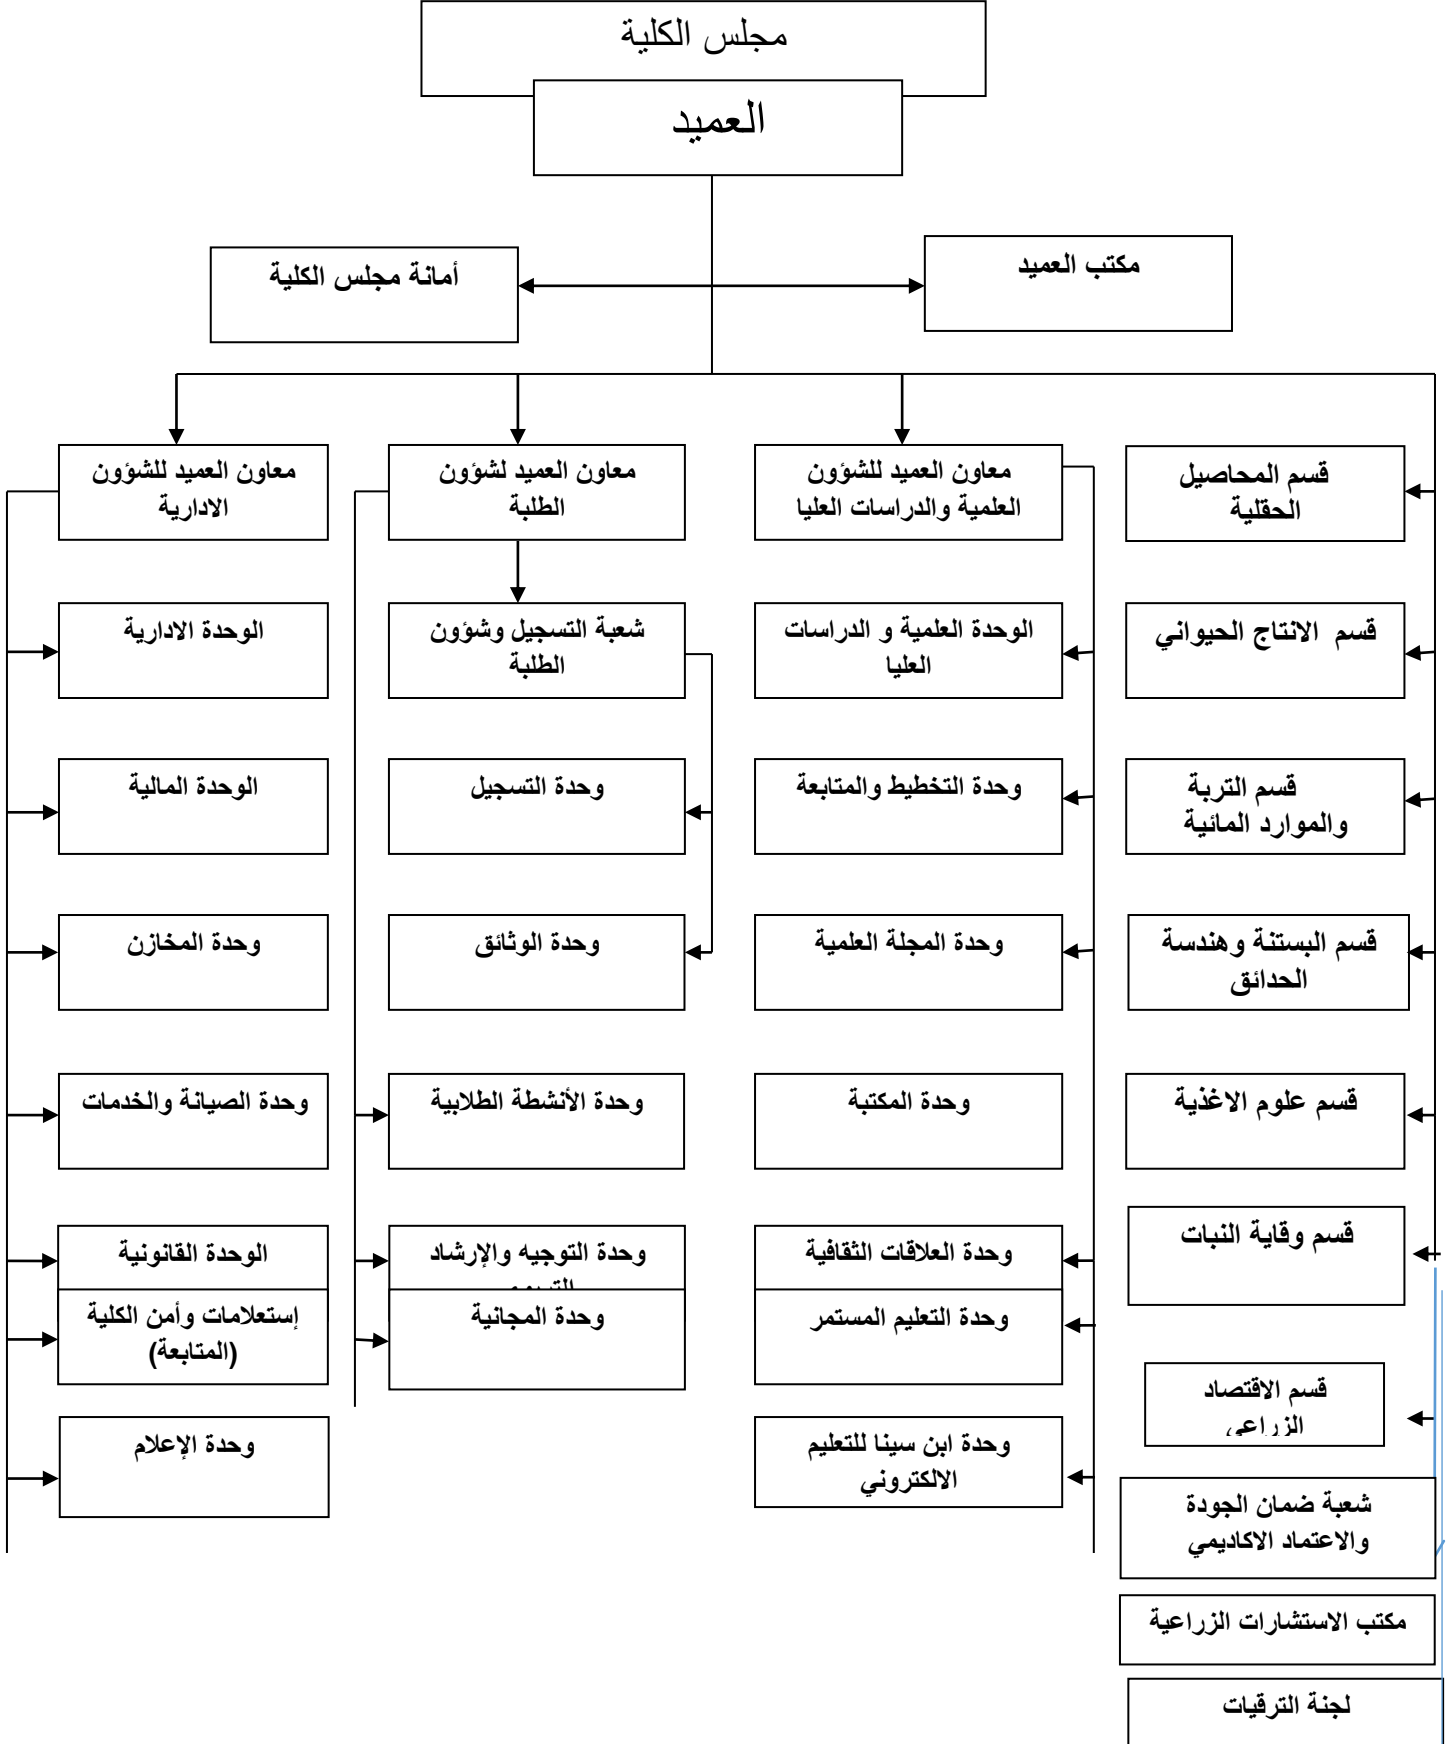 مجلس الكلية
العميد
مكتب العميد
أمانة مجلس الكلية
قسم المحاصيل
الحقلية
معاون العميد للشؤون
العلمية والدراسات العليا
معاون العميد لشؤون
الطلبة
معاون العميد للشؤون
الادارية
قسم الانتاج الحيواني
الوحدة العلمية و الدراسات
العليا
شعبة التسجيل وشؤون
الطلبة
الوحدة الادارية
قسم التربة
والموارد المائية
وحدة التخطيط والمتابعة
وحدة التسجيل
الوحدة المالية
قسم البستنة وهندسة
الحدائق
وحدة المجلة العلمية
وحدة الوثائق
وحدة المخازن
قسم علوم الاغذية
وحدة المكتبة
وحدة الأنشطة الطلابية
وحدة الصيانة والخدمات
قسم وقاية النبات
وحدة العلاقات الثقافية
وحدة التوجيه والإرشاد
الوحدة القانونية
وحدة التعليم المستمر
وحدة المجانية
إستعلامات وأمن الكلية
(المتابعة)
قسم الاقتصاد
الزراعي
وحدة ابن سينا للتعليم
الالكتروني
وحدة الإعلام
شعبة ضمان الجودة
والاعتماد الاكاديمي
مكتب الاستشارات الزراعية
لجنة الترقيات